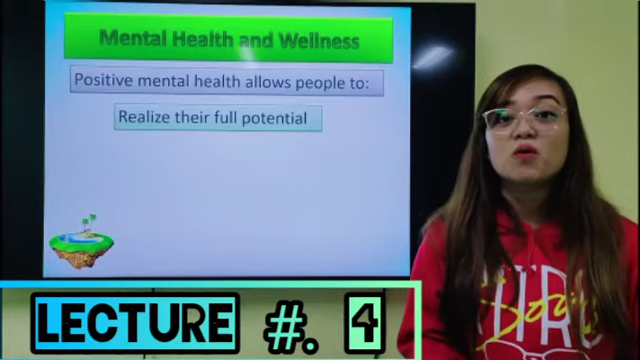 Mental Health and Wellness
Positive mental health allows people to:
Realize their full potential
LECTURE #. 4